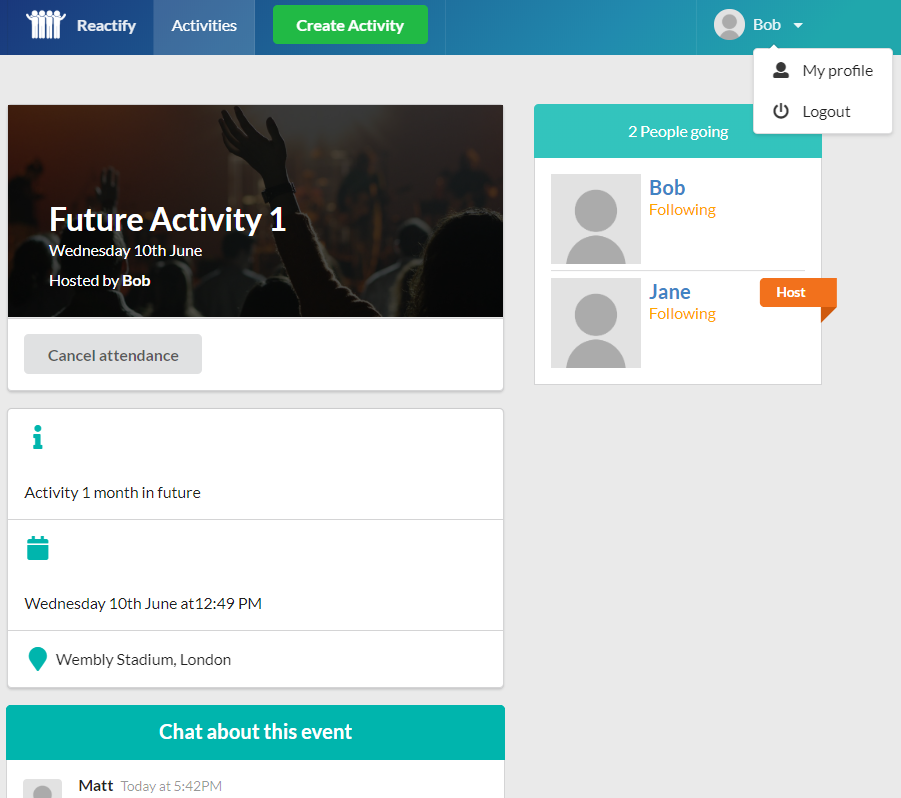 Reactify
Activities
Create Activity
Bob
My profile
Logout
Future Activity 1
Wednesday 10th June
Hosted by Bob
Cancel attendance
Activity 1 month in future
Wednesday 10th June at12:49 PM
Wembly Stadium, London
Chat about this event
Matt Today at 5:42PM
2 People going
Bob
Following
Jane
Host
Following